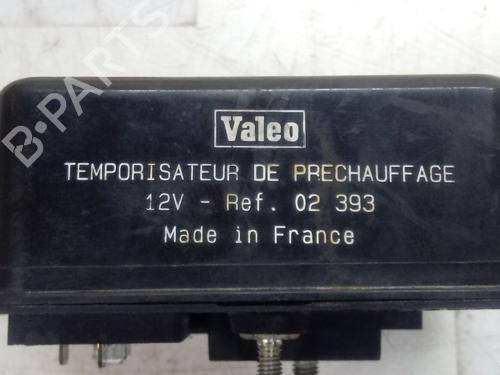 B-PARTS
Valeo
TEMPORISATEUR DE PRECHAUFFAGE
12V - Ref. 02 393
Made in France